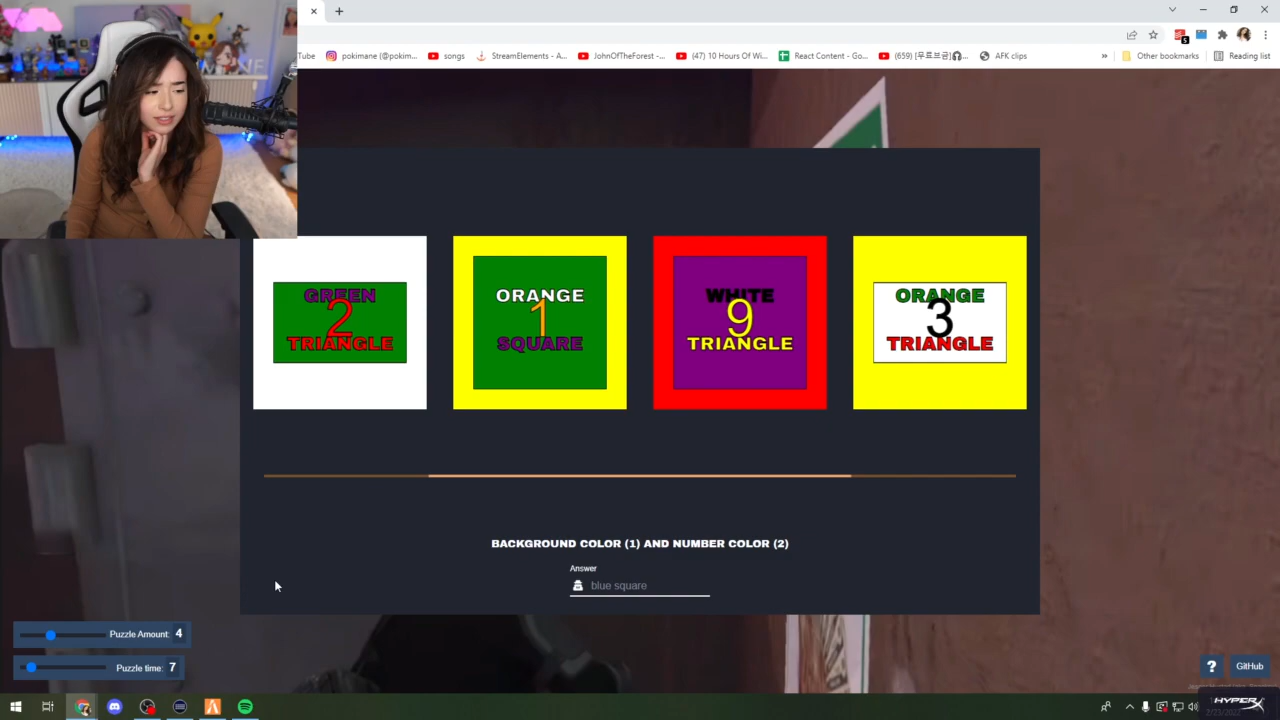 Tube
pokimane (@pokim...
songs
StreamElements - A...
JohnOfTheForest -...
(47) 10 Hours Of Wi...
React Content - Go...
AFK clips
»
Other bookmarks
Reading list
GREEN
2
TRIANGLE
ORANGE
1
SQUARE
WHITE
9
TRIANGLE
ORANGE
3
TRIANGLE
BACKGROUND COLOR (1) AND NUMBER COLOR (2)
Answer
blue square
Puzzle Amount: 4
Puzzle time: 7
?
GitHub
HYPERX